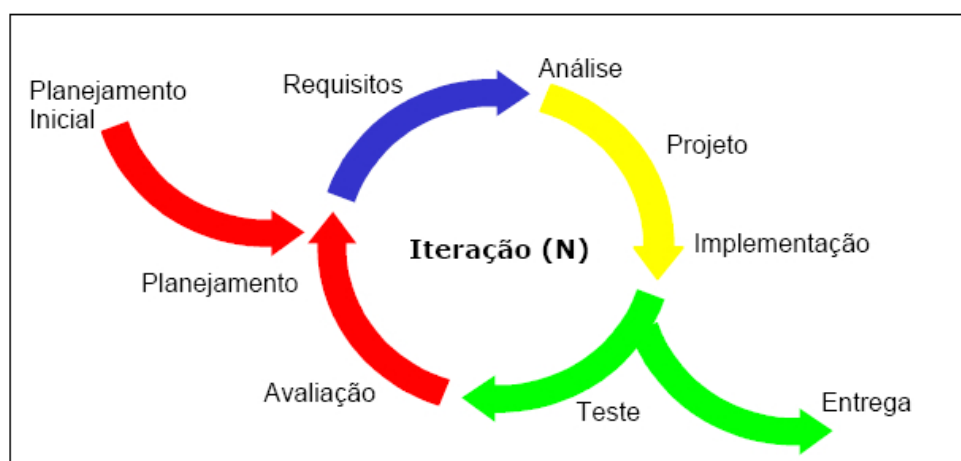 Planejamento
Inicial
Requisitos
Análise
Projeto
Iteração (N)
Implementação
Planejamento
Avaliação
Teste
Entrega